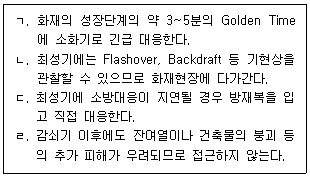 ㄱ. 화재의 성장단계의 약 3~5분의 Golden Time
에 소화기로 긴급 대응한다.
ㄴ. 최성기에는 Flashover, Backdraft 등 기현상을
관찰할 수 있으므로 화재현장에 다가간다.
ㄷ. 최성기에 소방대응이 지연될 경우 방재복을 입
고 직접 대응한다.
ㄹ. 감쇠기 이후에도 잔여열이나 건축물의 붕괴 등
의 추가 피해가 우려되므로 접근하지 않는다.